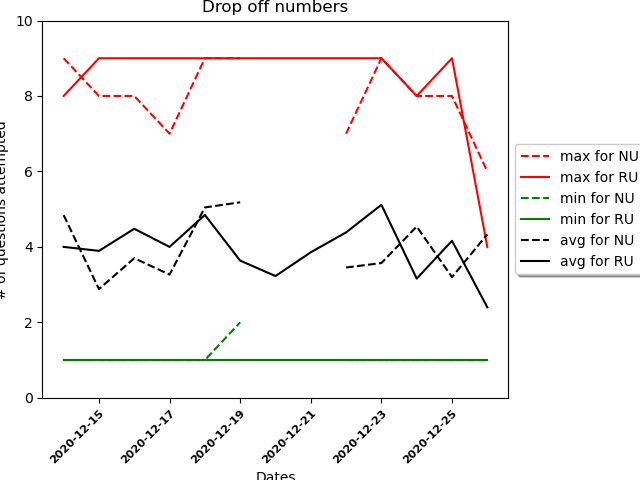 Drop off numbers
10
8
6
4
2
0
# of questions attempted
2020-12-15
2020-12-17
2020-12-19
2020-12-21
2020-12-23
2020-12-25
Dates
max for NU
max for RU
min for NU
min for RU
avg for NU
avg for RU